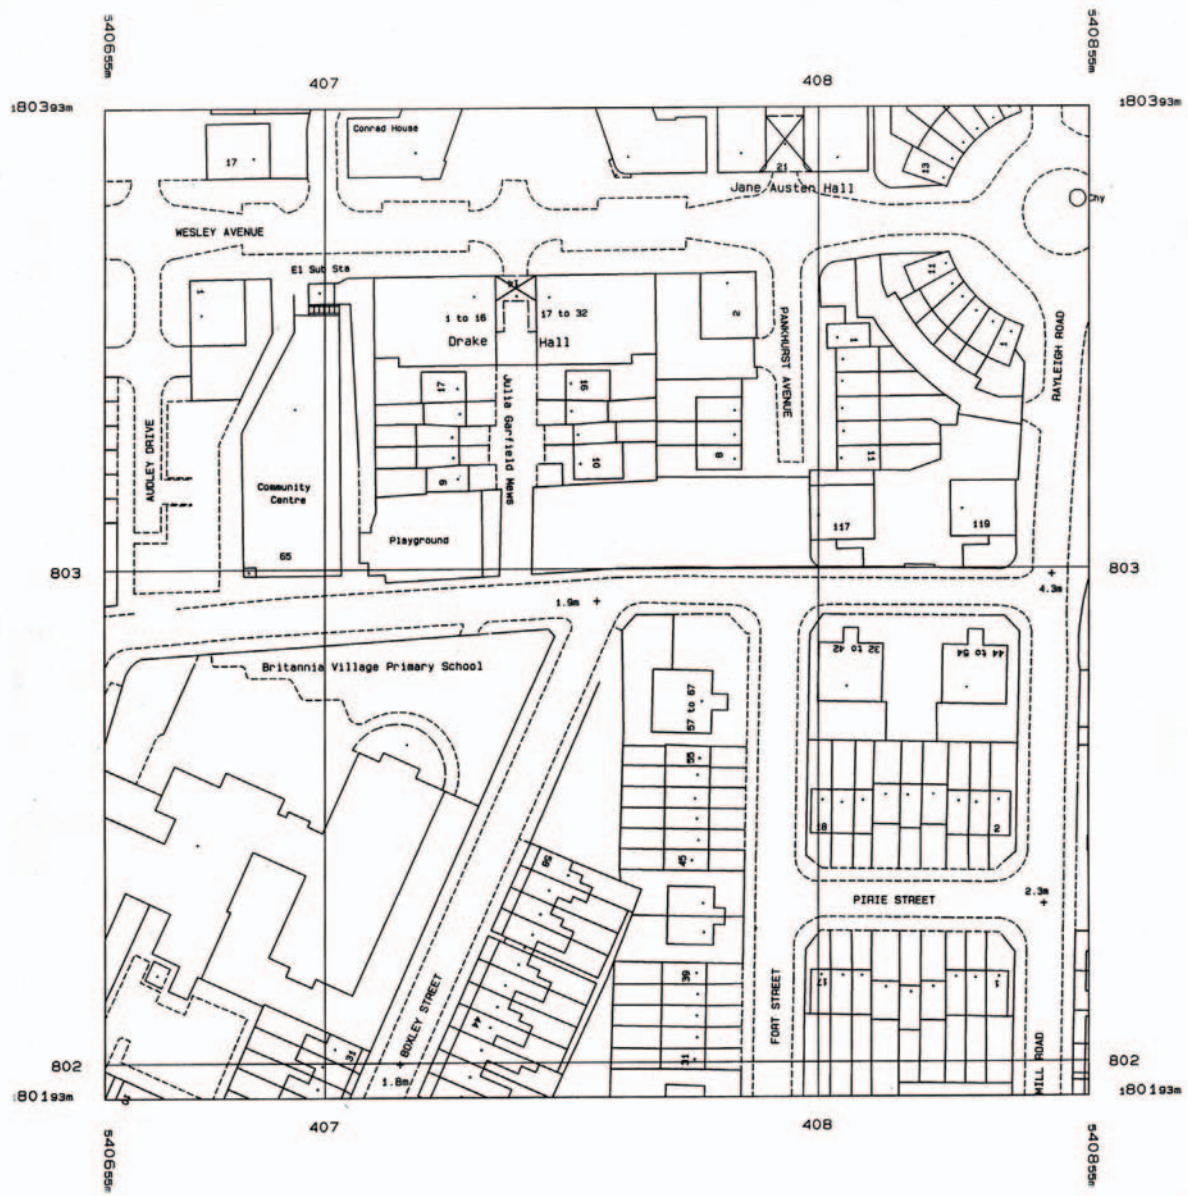 540655m
540855m
407
408
180393m
180393m
Conrad House
17
21
13
Jane Austen Hall
Chy
WESLEY AVENUE
El Sub Sta
1
1 to 16
17 to 32
Drake Hall
2
PANKHURST AVENUE
11
1
1
RAYLEIGH ROAD
17
16
Julia Garfield Mews
AUDLEY DRIVE
10
8
11
9
Community
Centre
117
119
Playground
65
803
803
1.9m
4.3m
Britannia Village Primary School
32 to 42
44 to 54
57 to 67
55
18
2
45
58
PIRIE STREET
2.3m
39
17
1
BOXLEY STREET
44
FORT STREET
31
31
MILL ROAD
802
802
1.8m
180193m
180193m
407
408
540655m
540855m